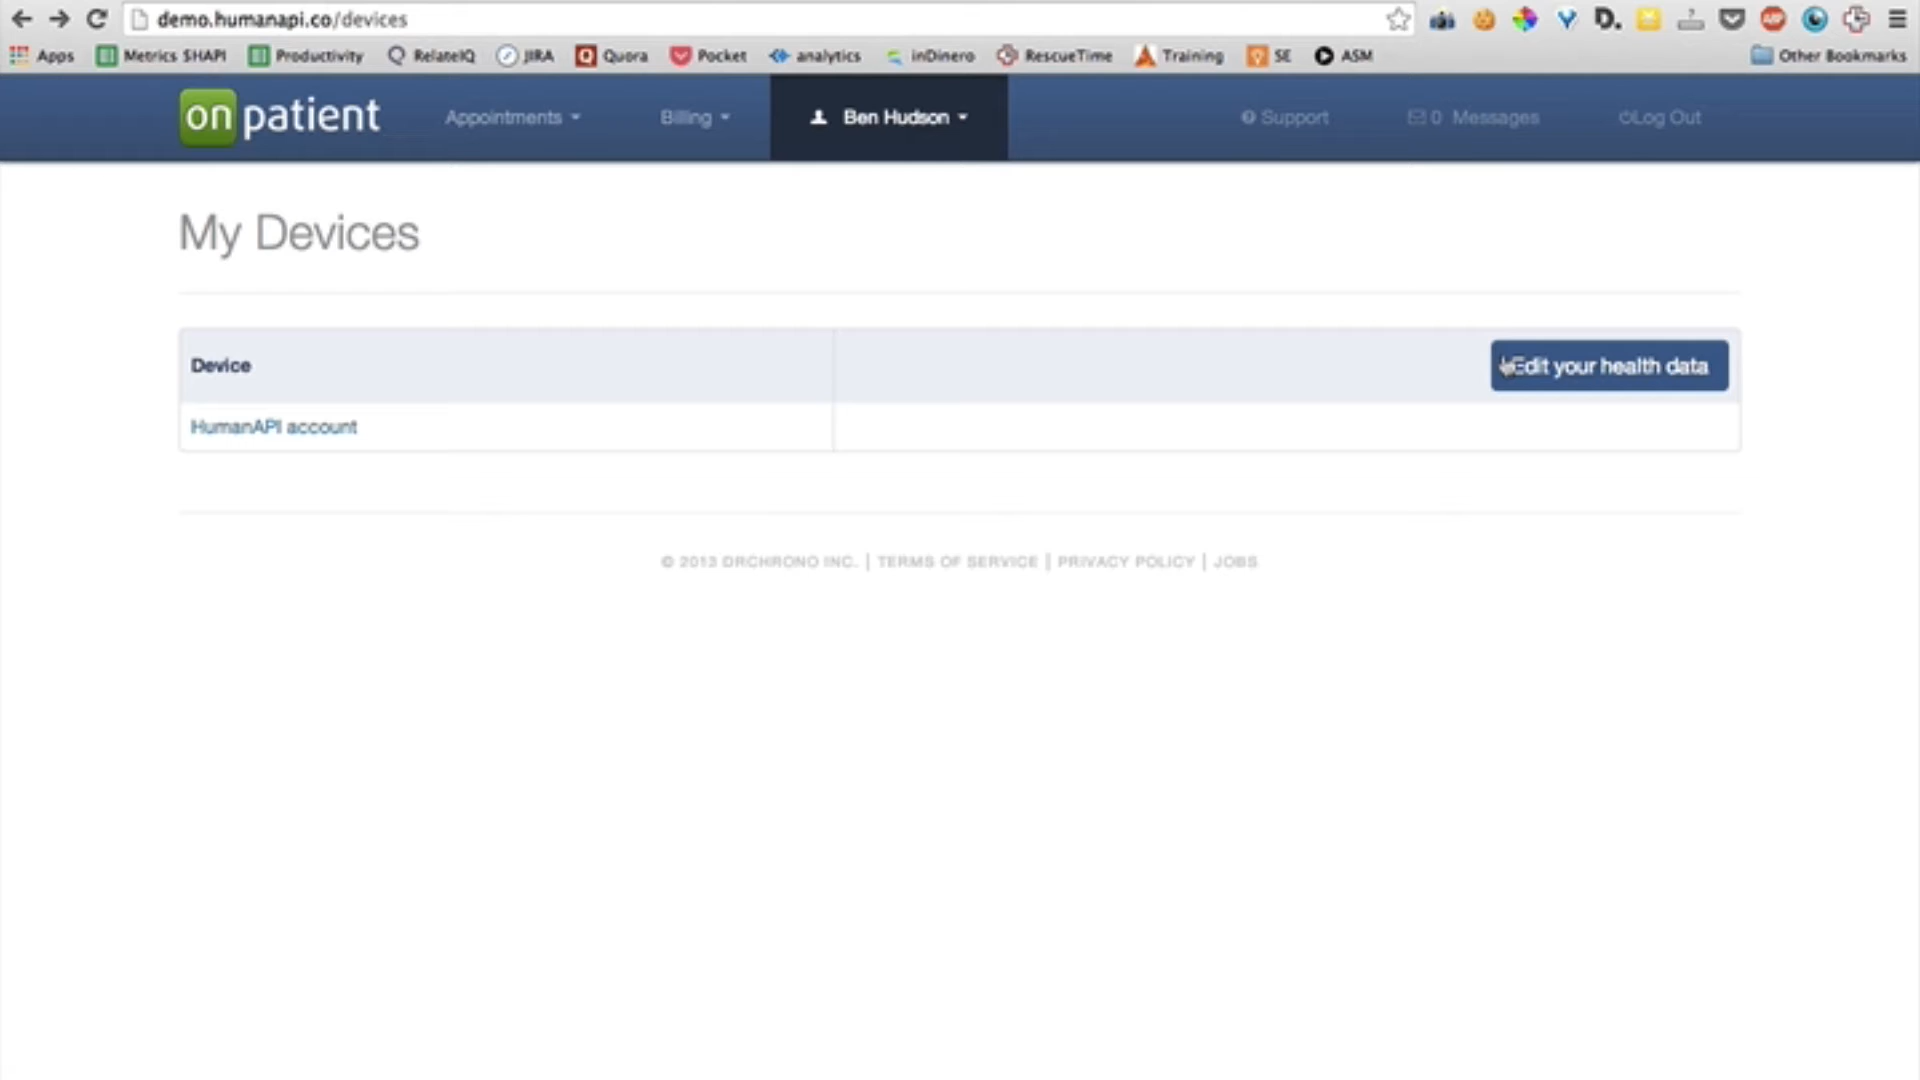 demo.humanapi.co/devices
Apps Metrics SHAPI Productivity RelateIQ JIRA Quora Pocket analytics inDinero RescueTime Training SE ASM Other Bookmarks
on patient Appointments Billing Ben Hudson Support 0 Messages Log Out
My Devices
Device Edit your health data
HumanAPI account
© 2013 DRCHRONO INC. | TERMS OF SERVICE | PRIVACY POLICY | JOBS